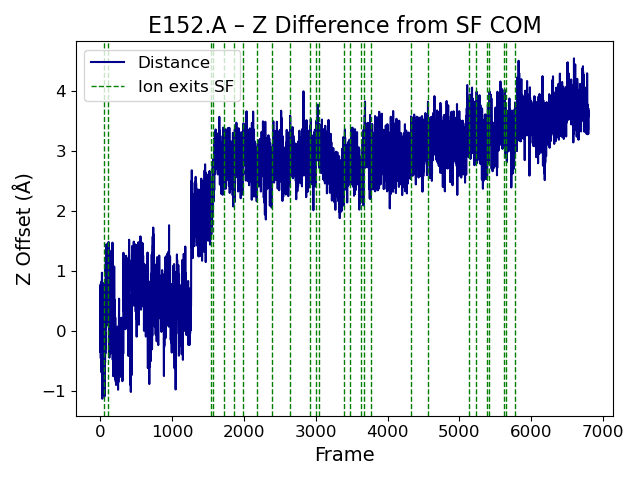 E152.A – Z Difference from SF COM
Distance
Ion exits SF
Z Offset (Å)
4
3
2
1
0
−1
0 1000 2000 3000 4000 5000 6000 7000
Frame